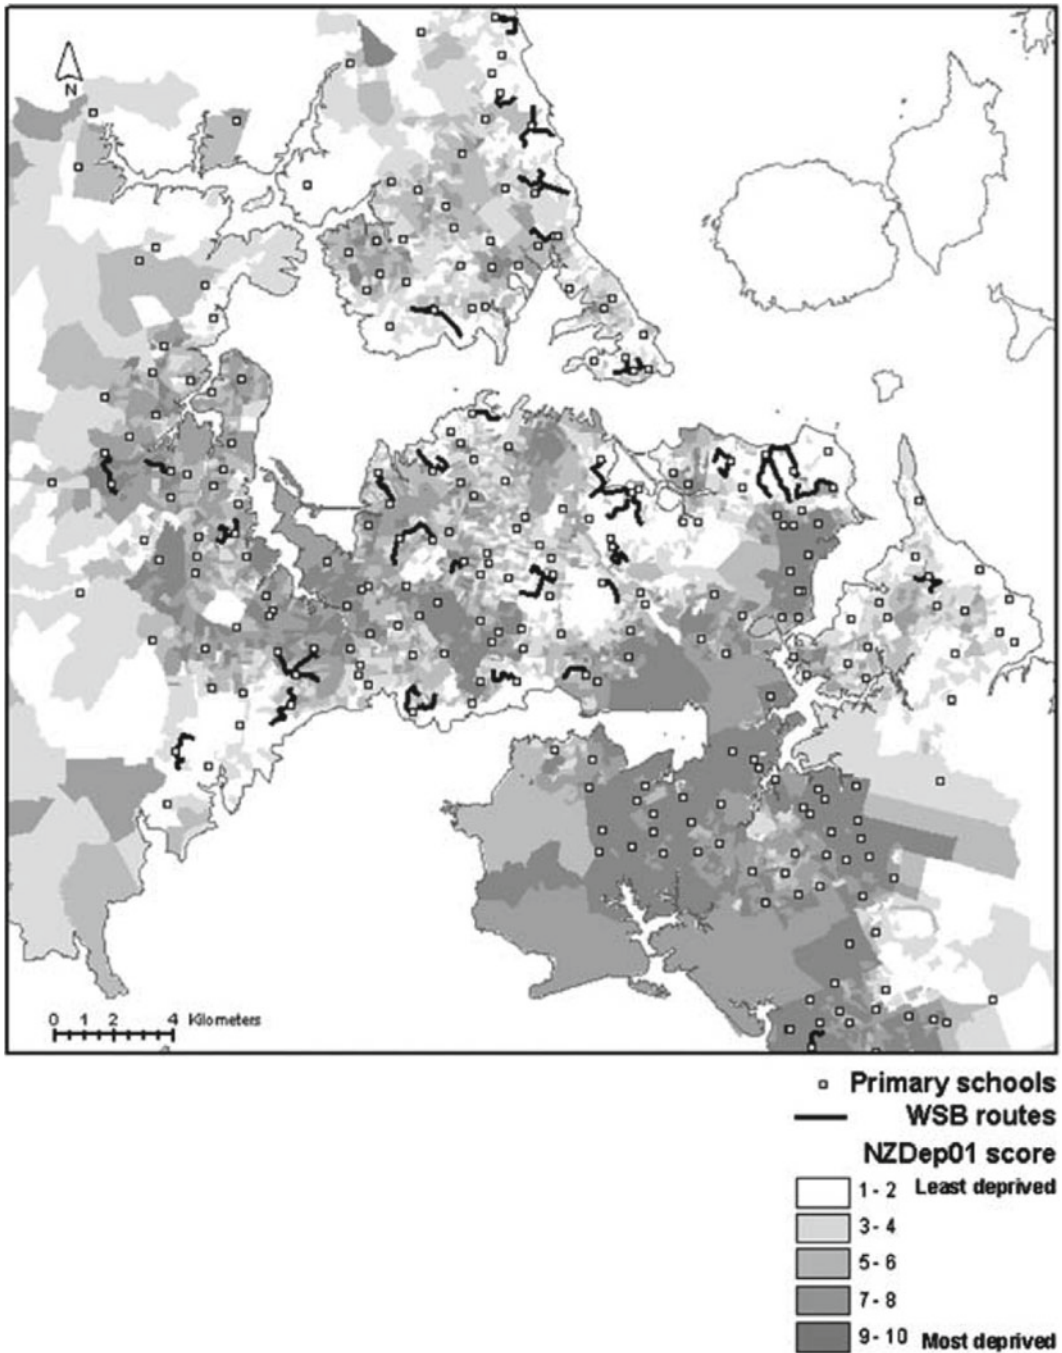 N
0 1 2 4 Kilometers
Primary schools
WSB routes
NZDep01 score
1 - 2 Least deprived
3 - 4
5 - 6
7 - 8
9 - 10 Most deprived